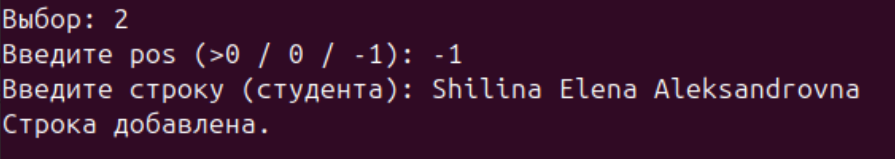 Выбор: 2
Введите pos (>0 / 0 / -1): -1
Введите строку (студента): Shilina Elena Aleksandrovna
Строка добавлена.